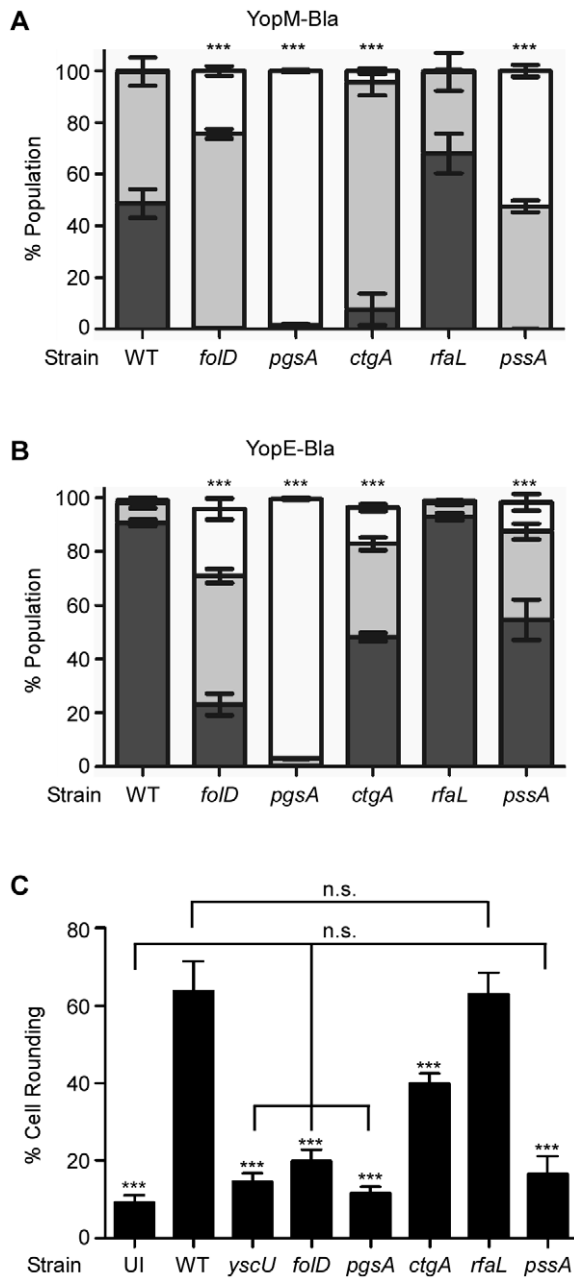 A
YopM-Bla
*** *** *** ***
100
80
60
40
20
0
% Population
Strain WT folD pgsA ctgA rfaL pssA
B
YopE-Bla
*** *** *** ***
100
80
60
40
20
0
% Population
Strain WT folD pgsA ctgA rfaL pssA
C
n.s.
n.s.
80
60
40
20
0
% Cell Rounding
*** *** *** *** *** ***
Strain UI WT yscU folD pgsA ctgA rfaL pssA